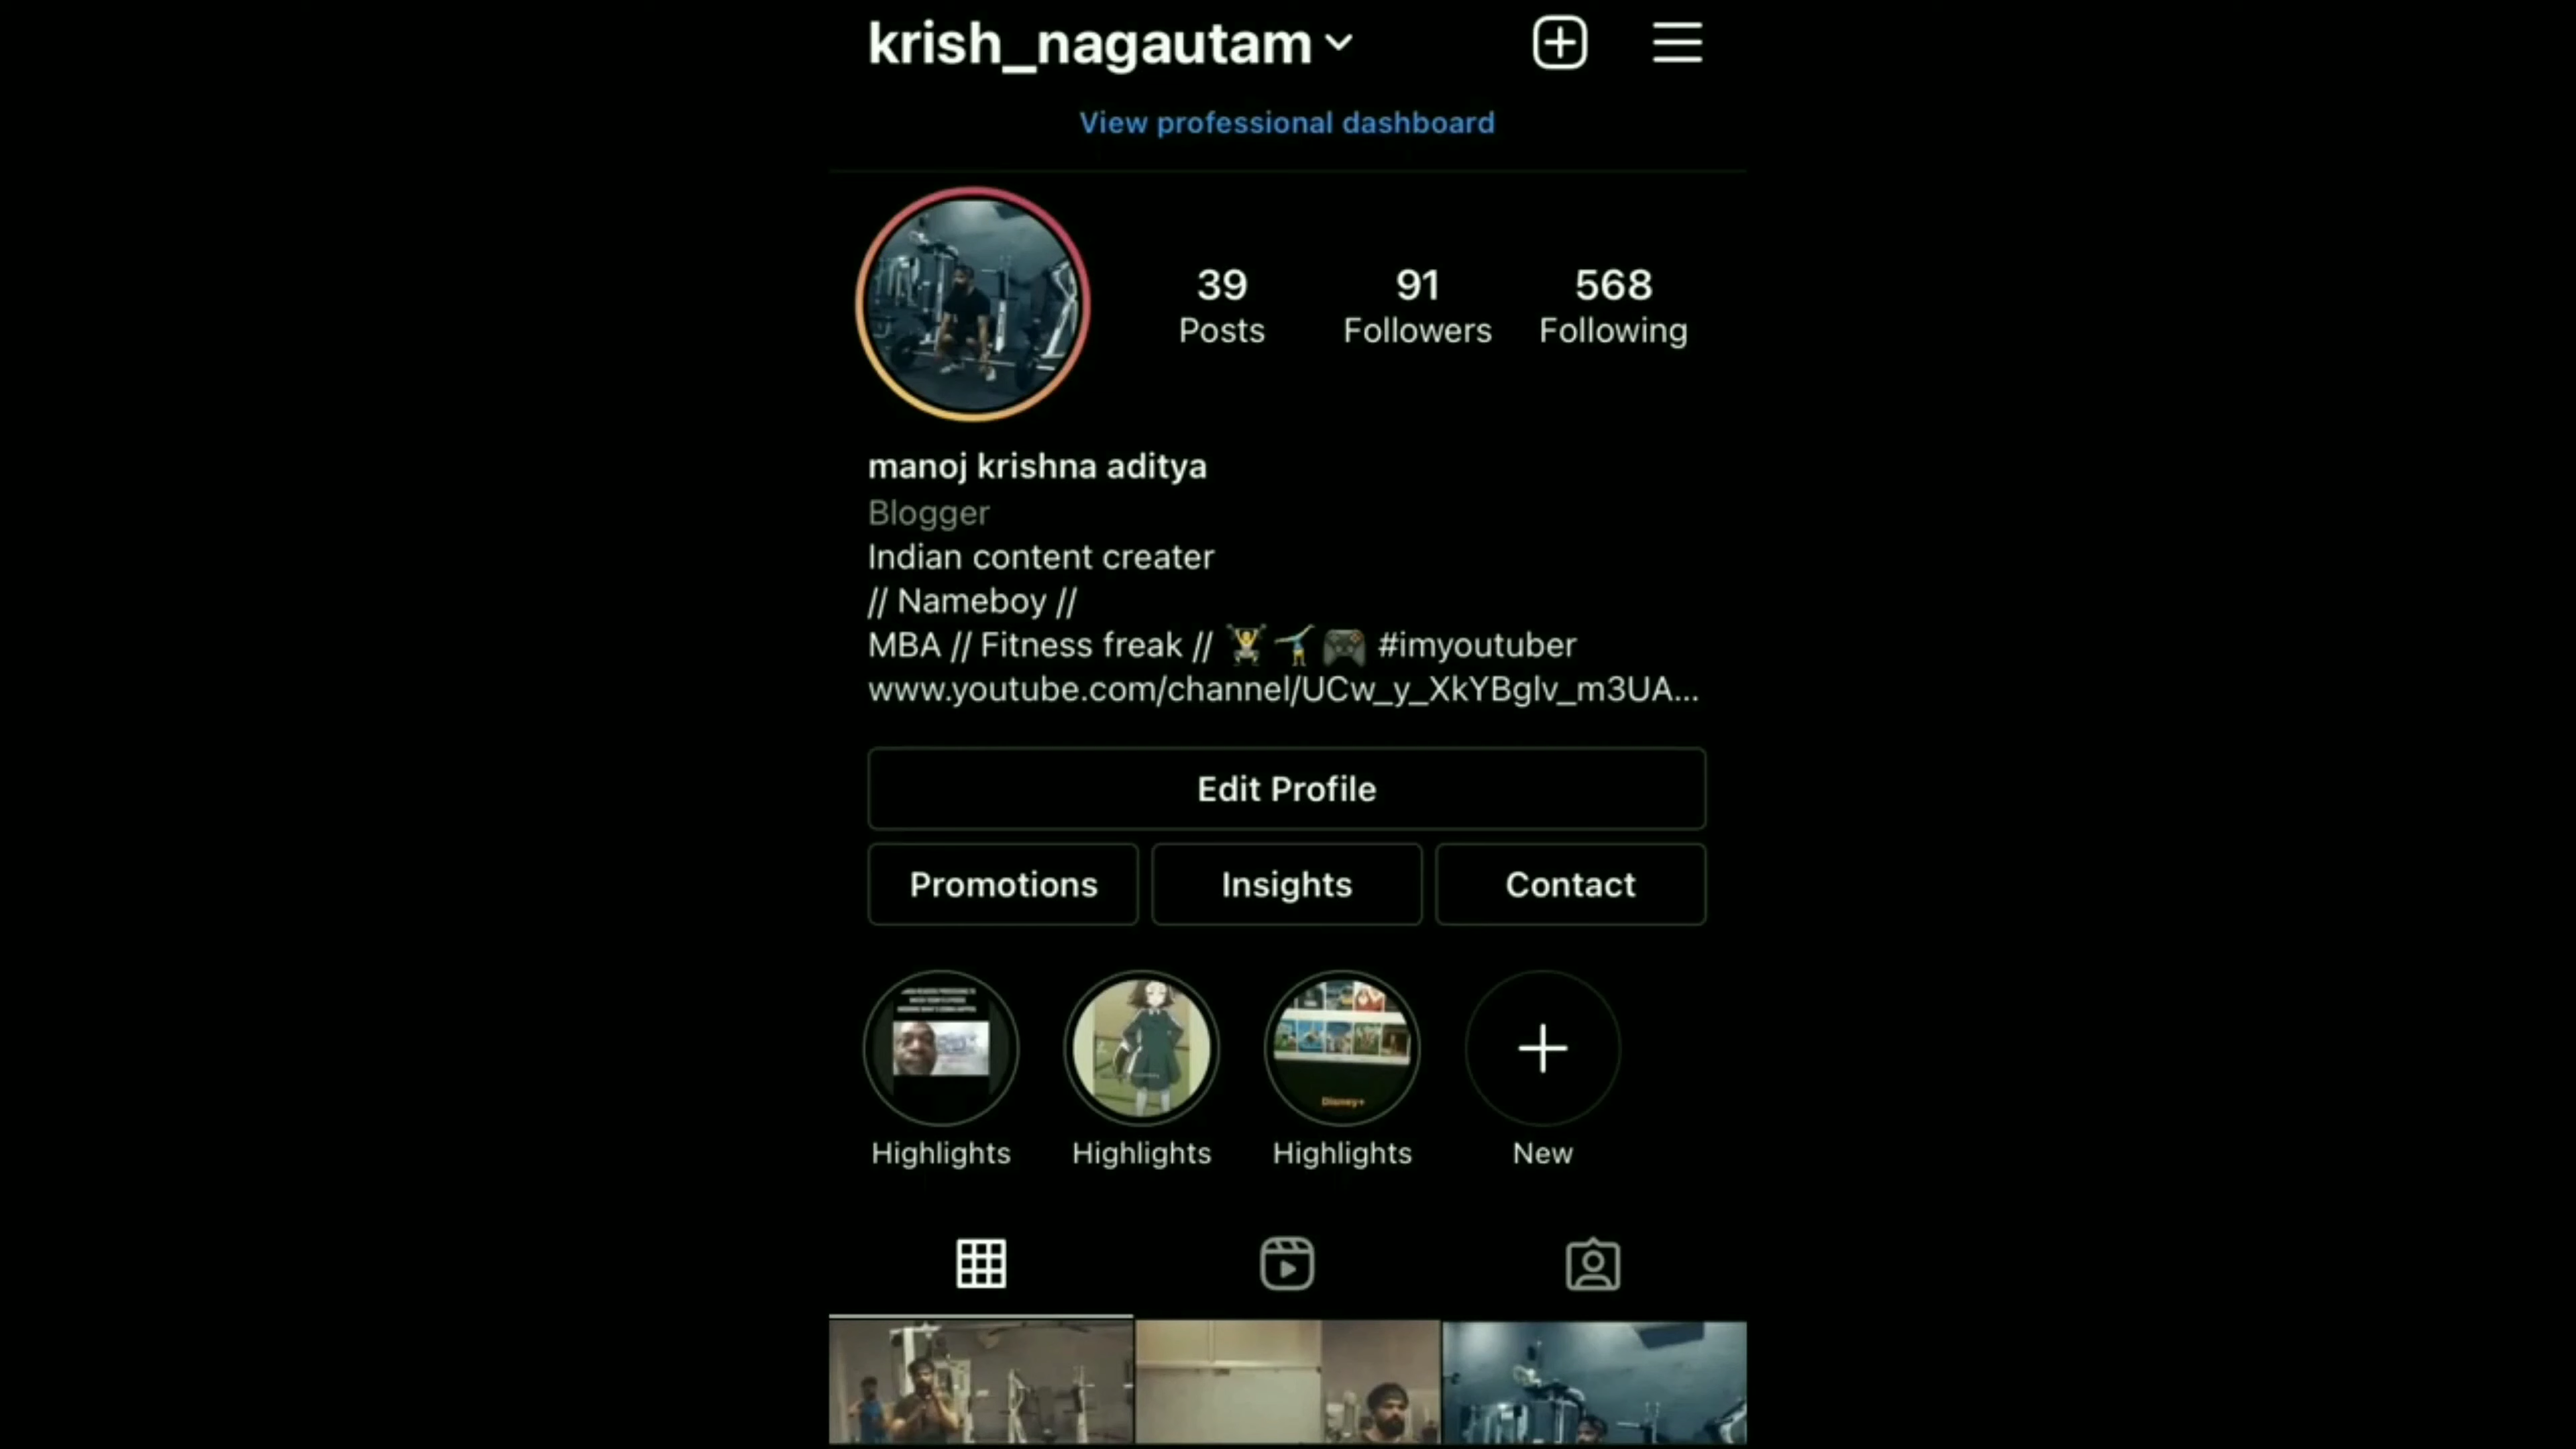 krish_nagautam
View professional dashboard
39
Posts
91
Followers
568
Following
manoj krishna aditya
Blogger
Indian content creater
// Nameboy //
MBA // Fitness freak // 🏋️🤸🎮 #imyoutuber
www.youtube.com/channel/UCw_y_XkYBglv_m3UA...
Edit Profile
Promotions
Insights
Contact
Disney+
Highlights
Highlights
Highlights
New